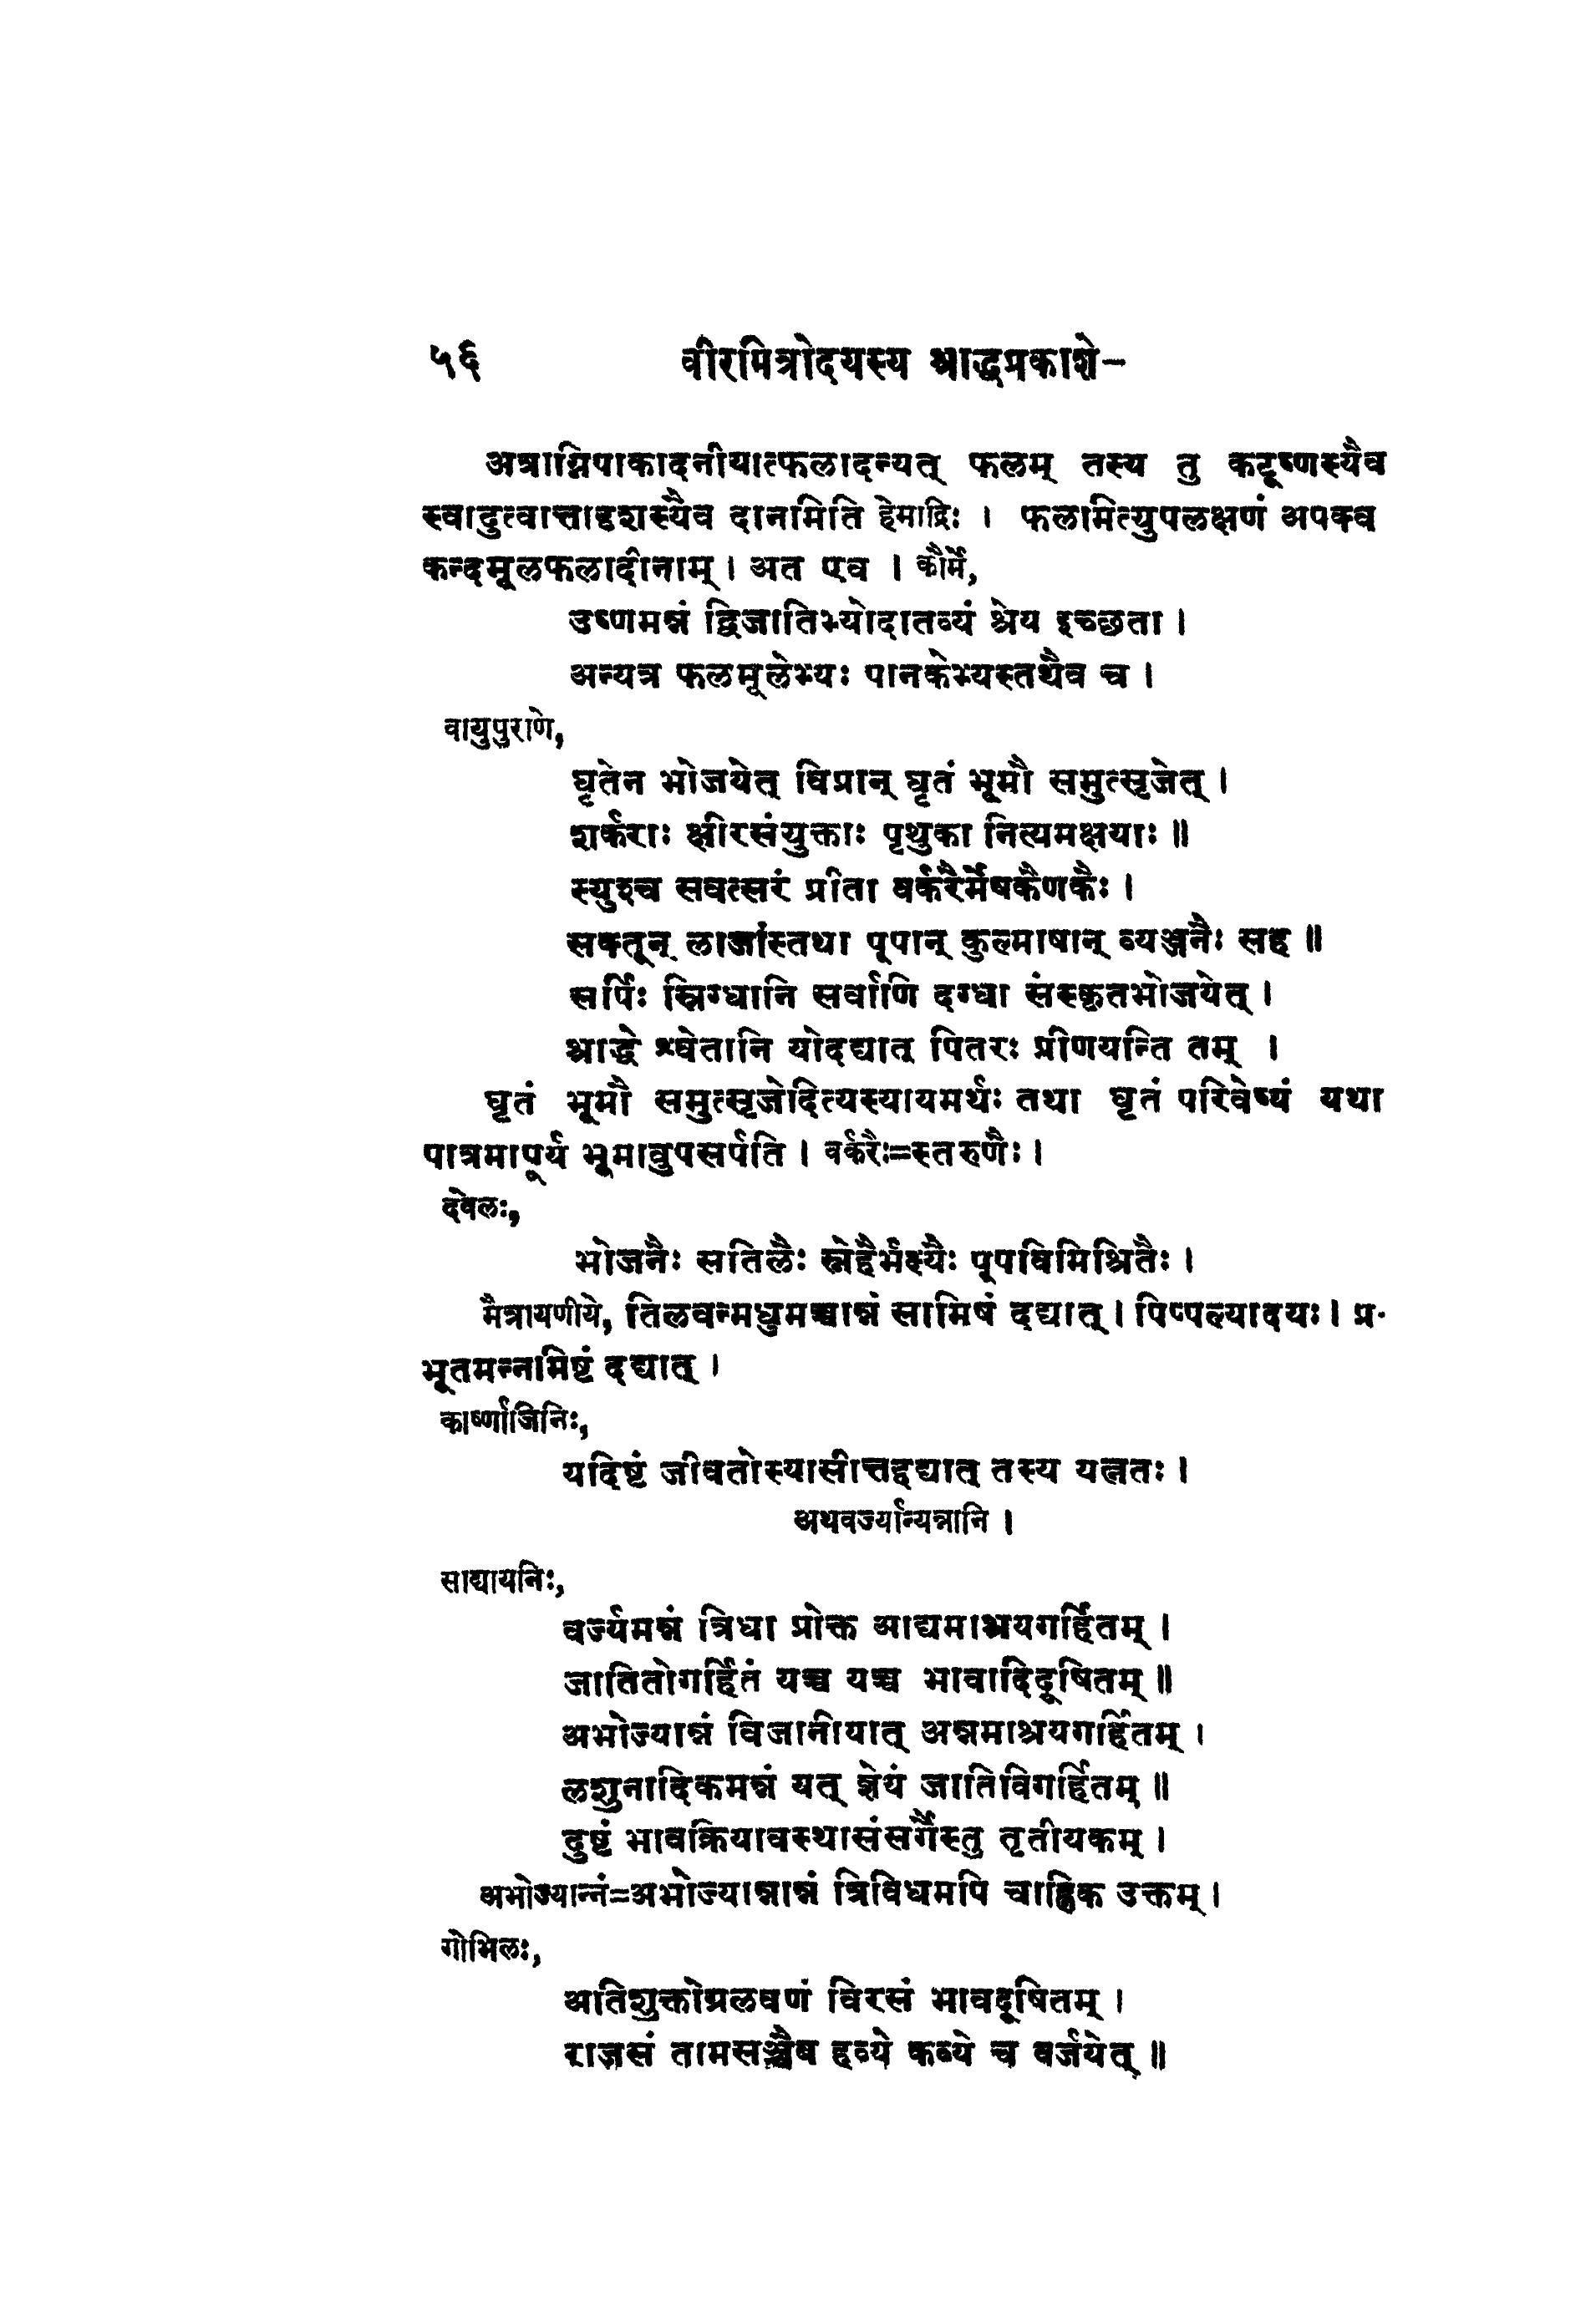 ५६ वीरमित्रोदयस्य श्राद्धप्रकाशे-
अत्राग्निपाकादनीयात्फलादन्यत् फलम् तस्य तु कटूष्णस्यैव
स्वादुत्वात्तादृशस्यैव दानमिति हेमाद्रिः । फलामित्युपलक्षणं अपक्व
कन्दमूलफलादीनाम् । अत एव । कौर्मे,
उष्णमन्नं द्विजातिभ्योदातव्यं श्रेय इच्छता ।
अन्यत्र फलमूलेभ्यः पानकेभ्यस्तथैव च ।
वायुपुराणे,
घृतेन भोजयेत् विप्रान् घृतं भूमौ समुत्सृजेत् ।
शर्कराः क्षीरसंयुक्ताः पृथुका नित्यमक्षयाः ॥
स्युश्च सवत्सरं प्रीता वर्करैर्मेषकैणकैः ।
सक्तून् लाजांस्तथा पूपान् कुल्माषान् व्यञ्जनैः सह ॥
सर्पिः स्निग्धानि सर्वाणि दग्धा संस्कृतभोजयेत् ।
श्राद्धे श्वेतानि योदद्यात् पितरः प्रीणयन्ति तम् ।
घृतं भूमौ समुत्सृजेदित्यस्यायमर्थः तथा घृतं परिवेष्यं यथा
पात्रमापूर्य भूमावुपसर्पति । वर्करैः=स्तरुणैः ।
देवलः,
भोजनैः सतिलैः स्नेहैर्भक्ष्यैः पूपविमिश्रितैः ।
मैत्रायणीये, तिलवन्मधुमच्चान्नं सामिषं दद्यात् । पिप्पल्यादयः । प्र-
भूतमन्नमिष्टं दद्यात् ।
कार्ष्णाजिनिः,
यदिष्टं जीवतोस्यासीत्तद्दद्यात् तस्य यत्नतः ।
अथवर्ज्यान्यन्नानि ।
साद्यायनिः,
वर्ज्यमन्नं त्रिधा प्रोक्त आद्यमाश्रयगर्हितम् ।
जातितोगर्हितं यच्च यच्च भावादिदूषितम् ॥
अभोज्यान्नं विजानीयात् अन्नमाश्रयगर्हितम् ।
लशुनादिकमन्नं यत् ज्ञेयं जातिविगर्हितम् ॥
दुष्टं भावक्रियावस्थासंसर्गैस्तु तृतीयकम् ।
अभोज्यान्नं=अभोज्यान्नान्नं त्रिविधमपि चाह्निक उक्तम् ।
गोभिलः,
अतिशुक्तोग्रलवणं विरसं भावदूषितम् ।
राजसं तामसञ्चैव हव्ये कव्ये च वर्जयेत् ॥